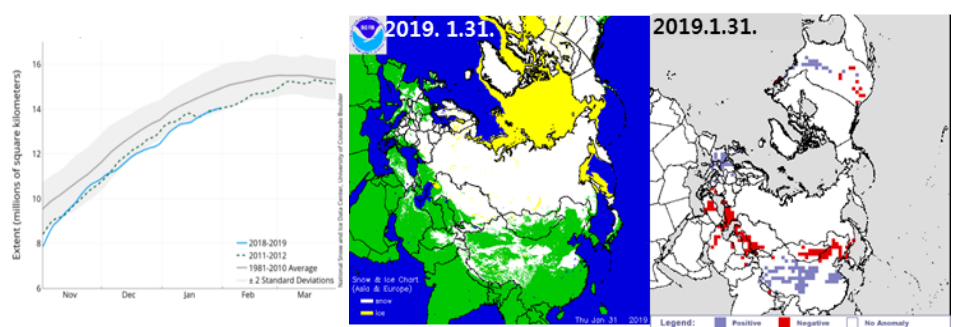 Extent (millions of square kilometers)
16
14
12
10
8
6
Nov
Dec
Jan
Feb
Mar
2018-2019
2011-2012
1981-2010 Average
± 2 Standard Deviations
National Snow and Ice Data Center, University of Colorado Boulder
2019. 1.31.
Snow & Ice Chart
(Asia & Europe)
snow
ice
Thu Jan 31 2019
2019.1.31.
Legend:
Positive
Negative
No Anomaly